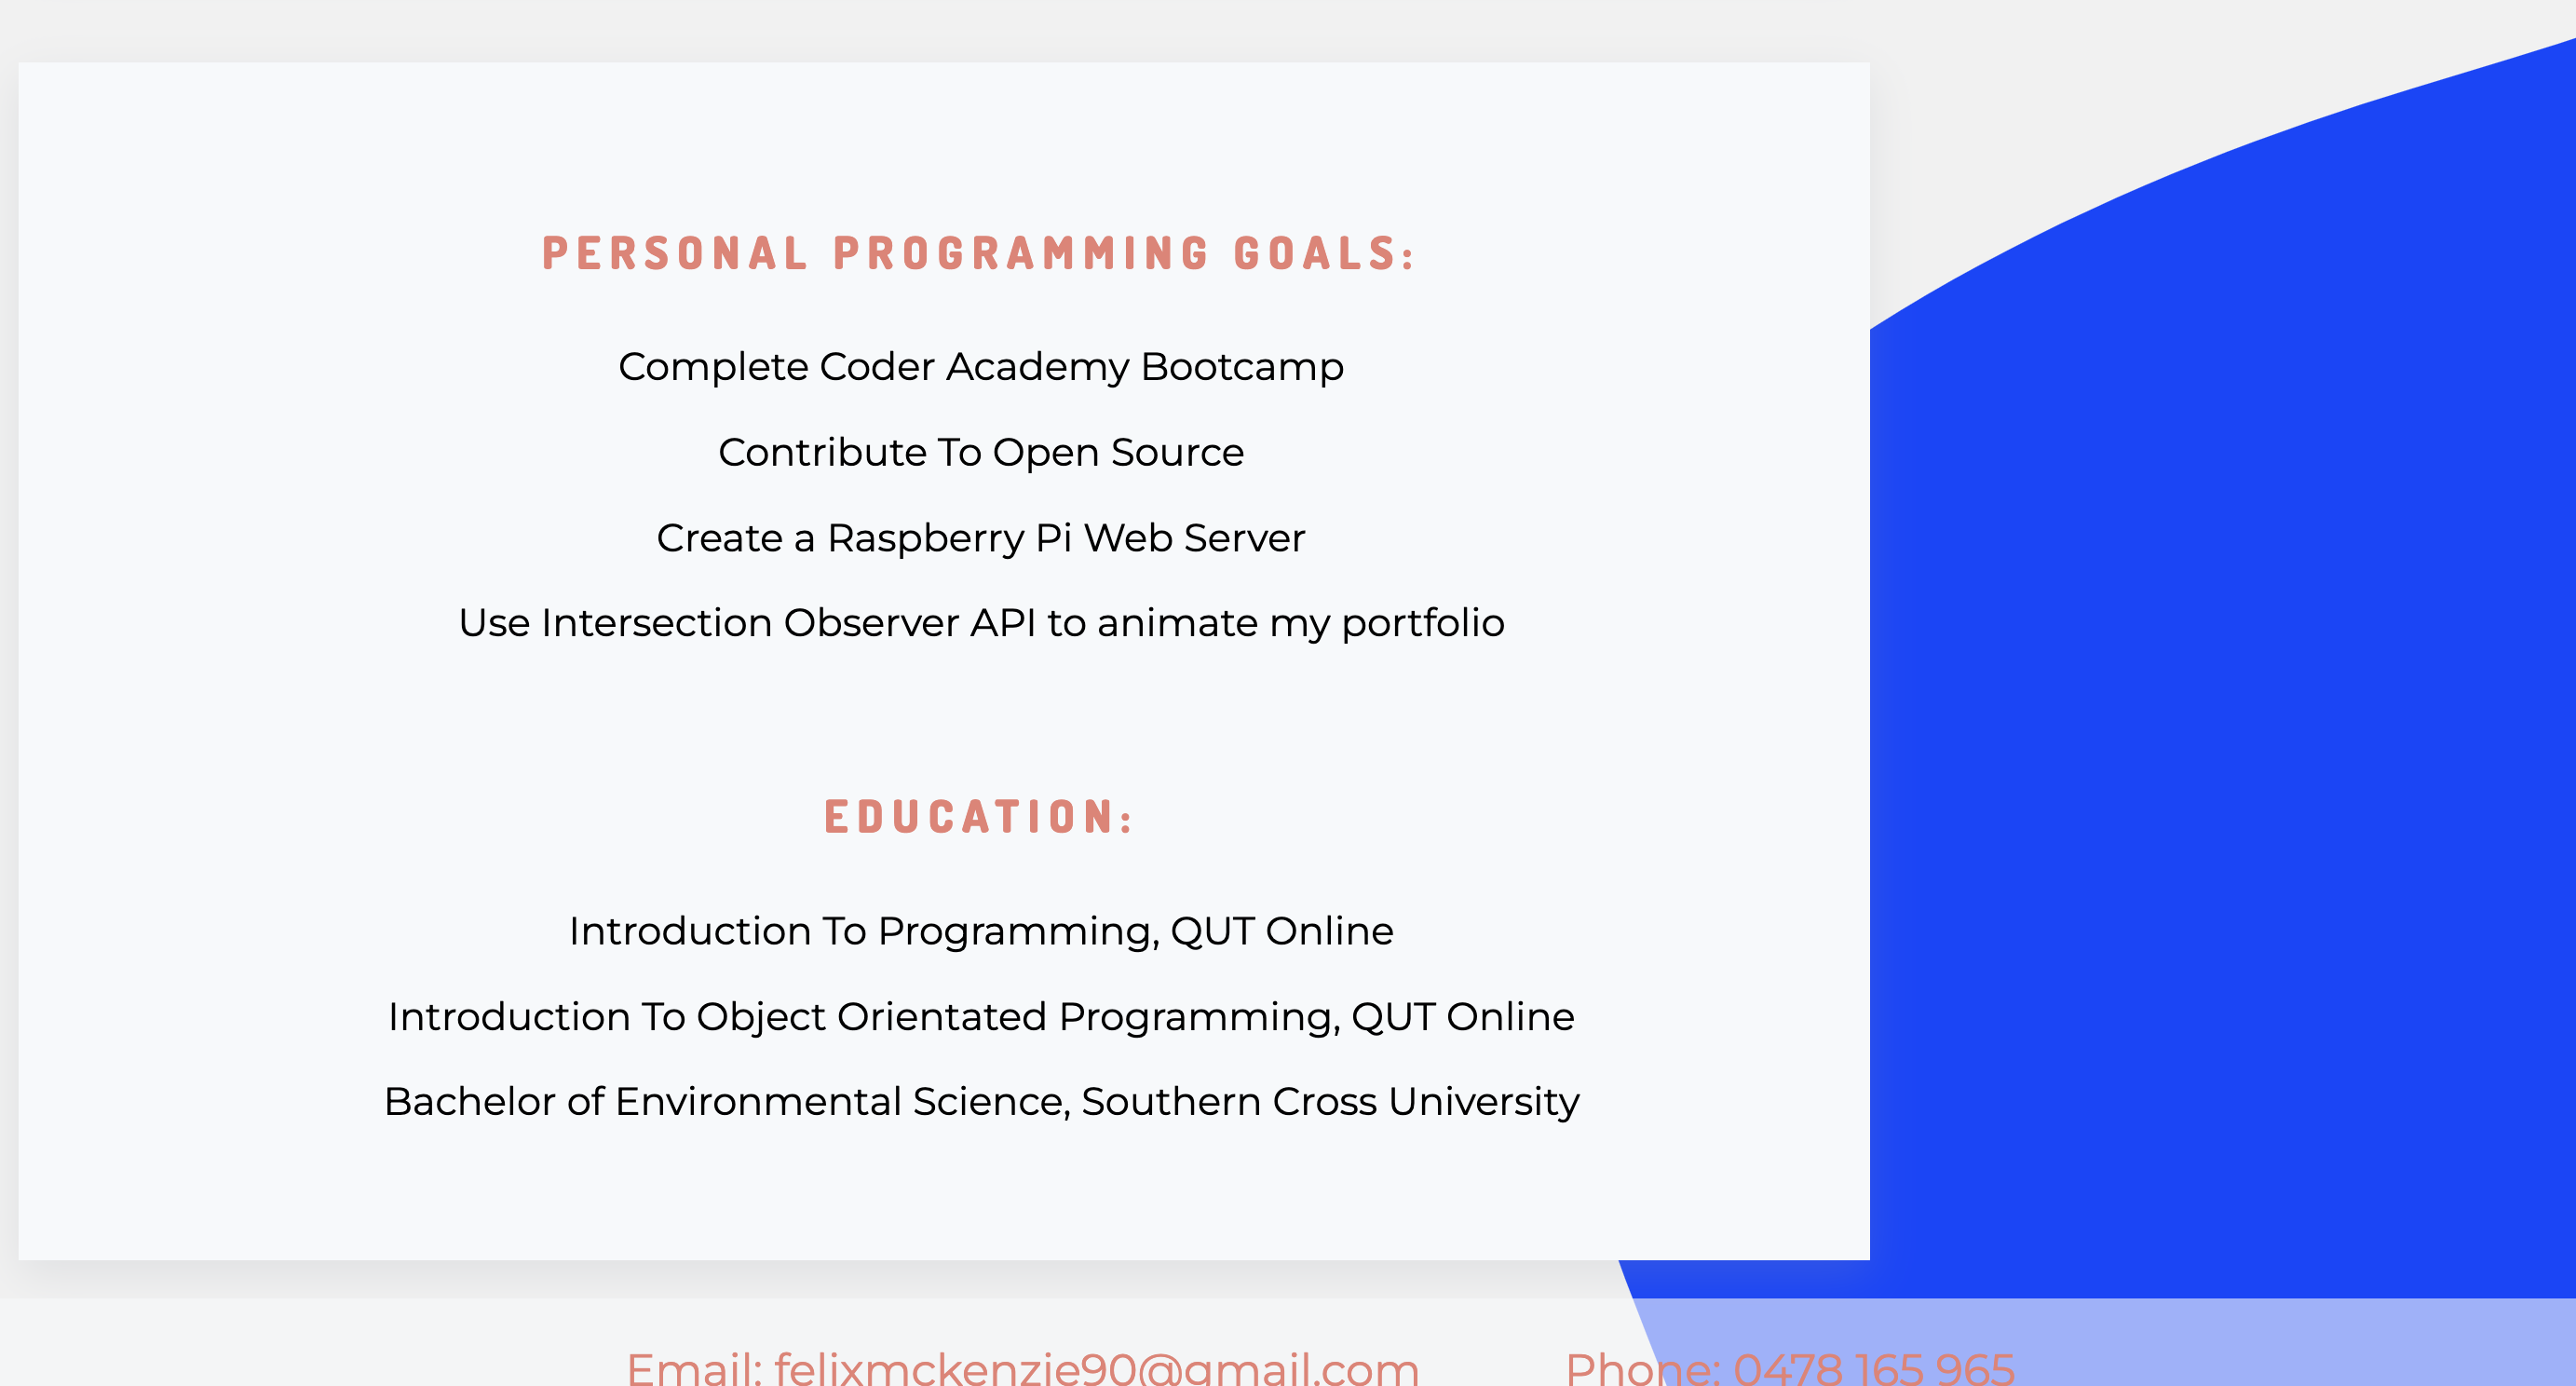 PERSONAL PROGRAMMING GOALS:
Complete Coder Academy Bootcamp
Contribute To Open Source
Create a Raspberry Pi Web Server
Use Intersection Observer API to animate my portfolio
EDUCATION:
Introduction To Programming, QUT Online
Introduction To Object Orientated Programming, QUT Online
Bachelor of Environmental Science, Southern Cross University
Email: felixmckenzie90@gmail.com Phone: 0478 165 965